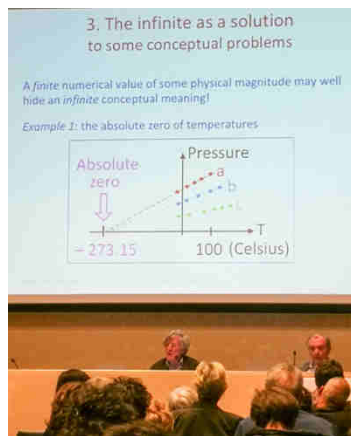 3. The infinite as a solution
to some conceptual problems
A finite numerical value of some physical magnitude may well
hide an infinite conceptual meaning!
Example 1: the absolute zero of temperatures
Absolute
zero
Pressure
a
b
T
– 273.15
100 (Celsius)